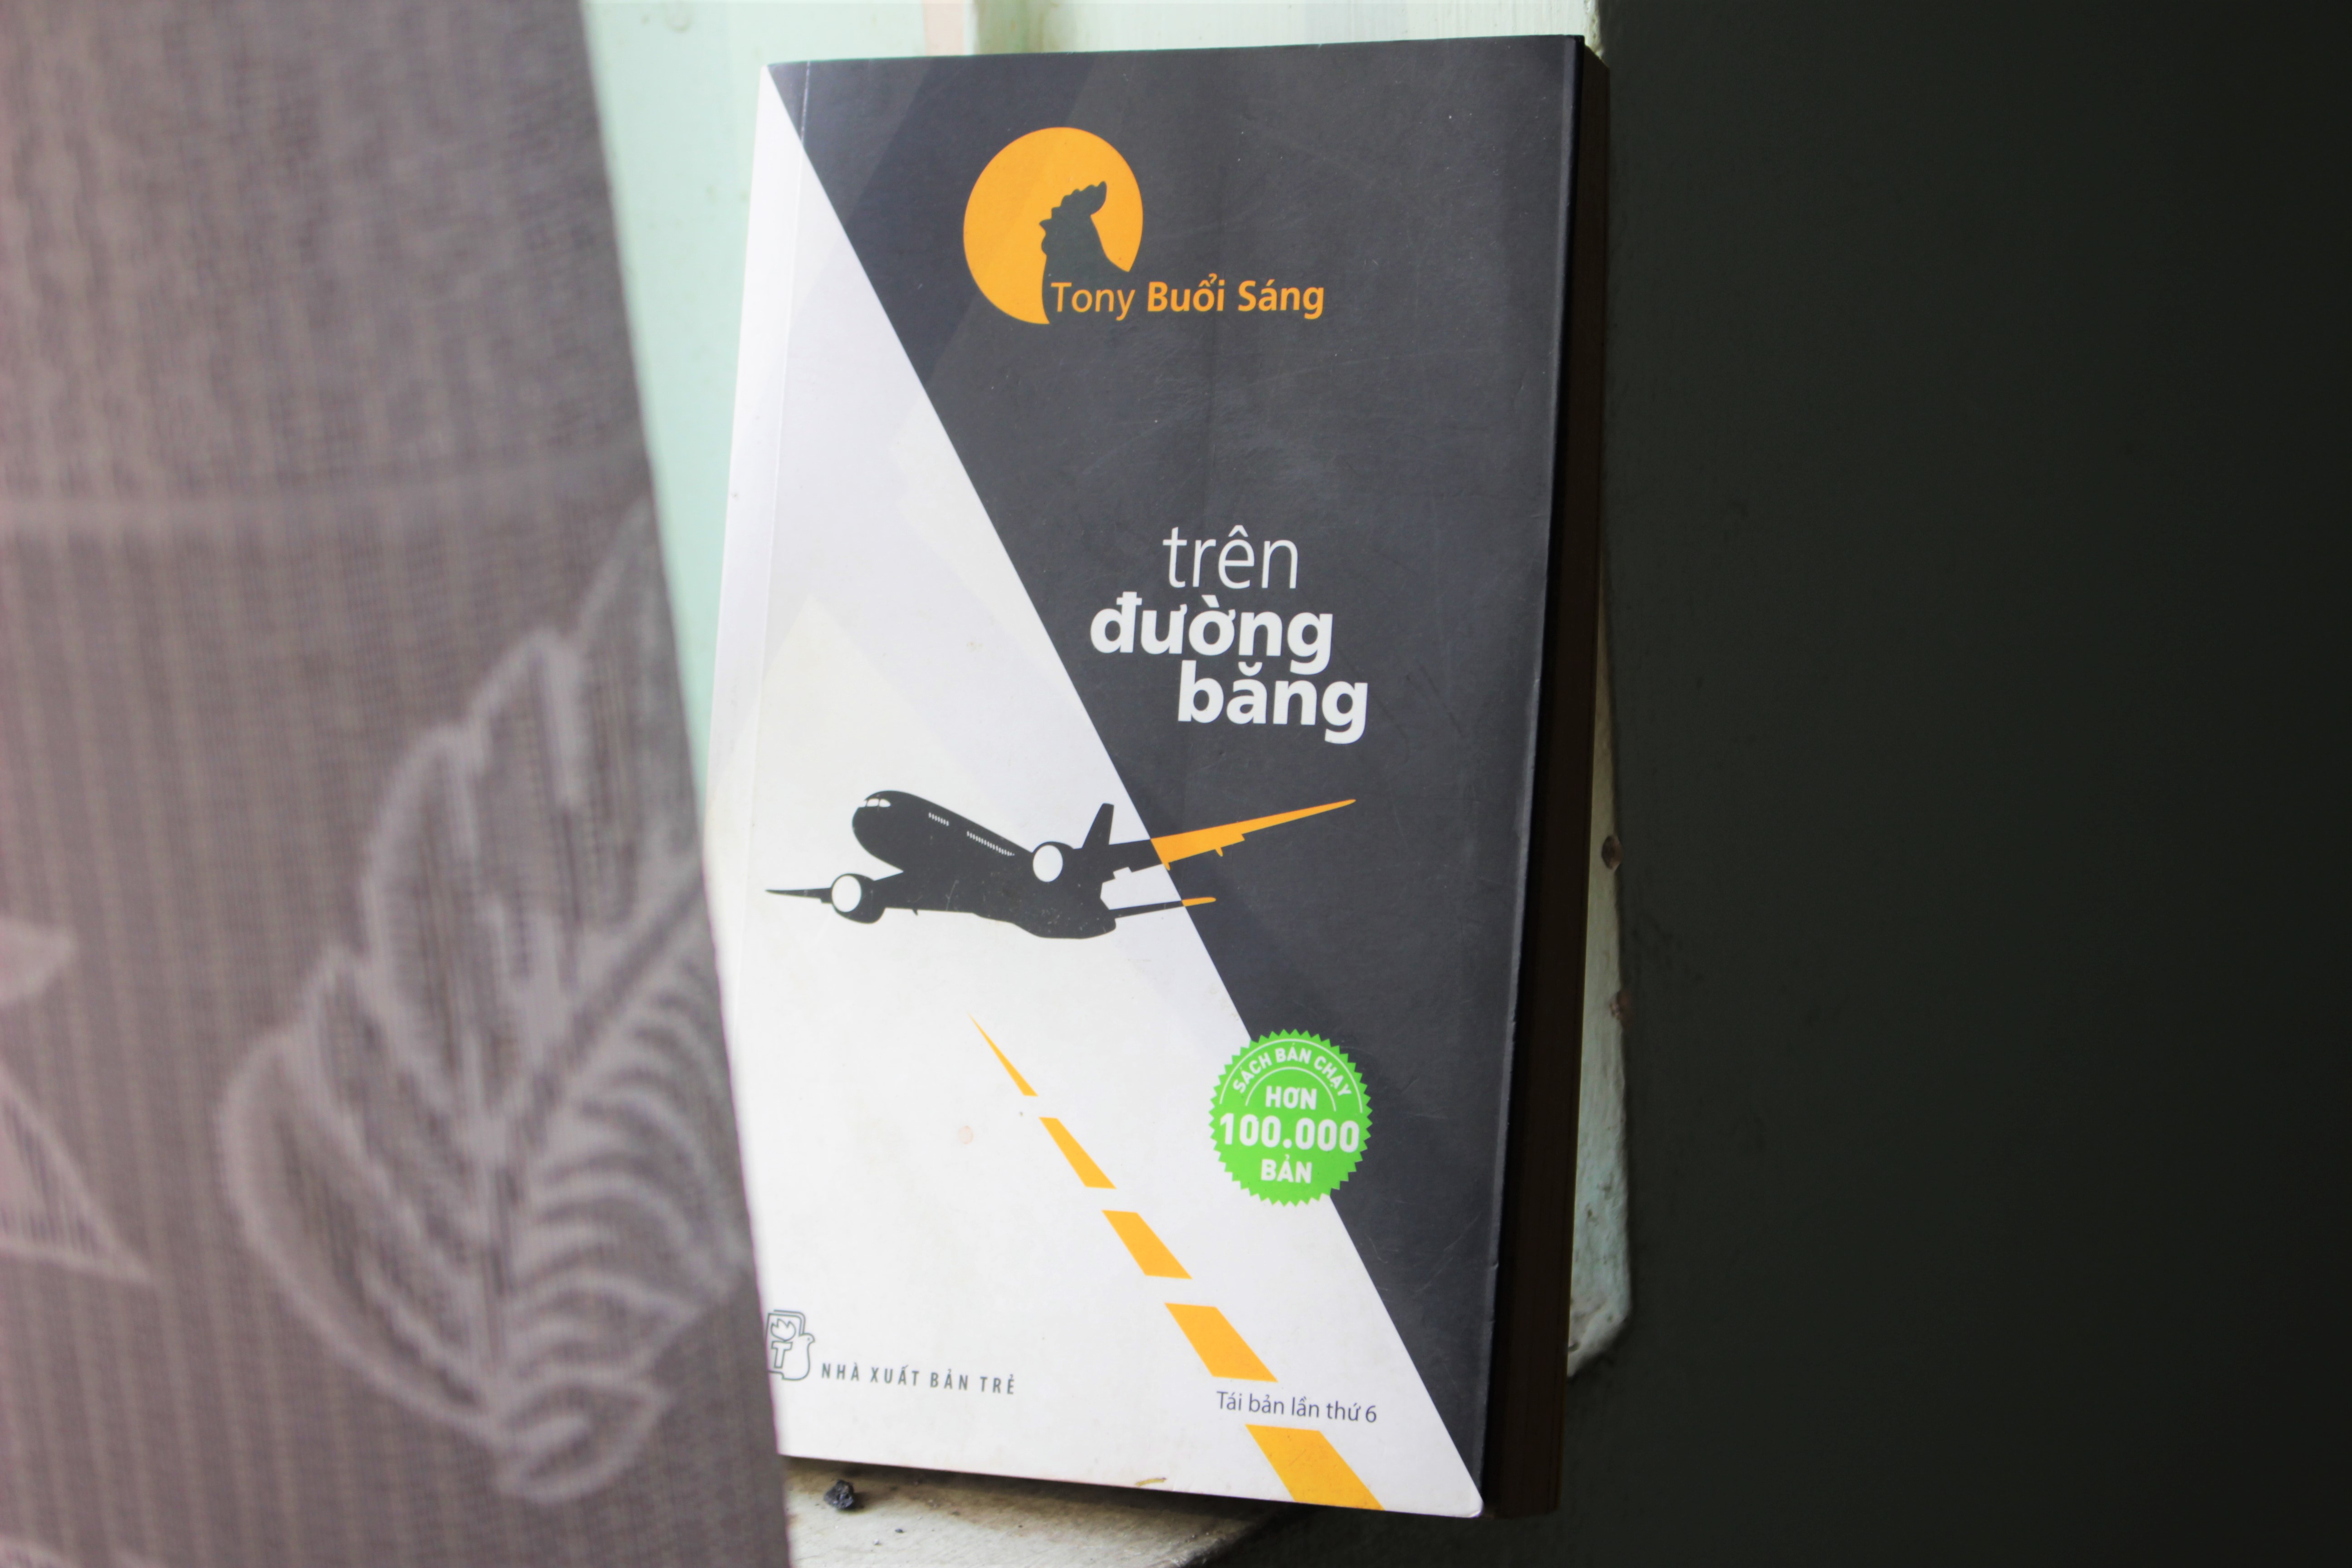 Tony Buổi Sáng
trên
đường
băng
SÁCH BÁN CHẠY
HƠN
100.000
BẢN
T
NHÀ XUẤT BẢN TRẺ
Tái bản lần thứ 6